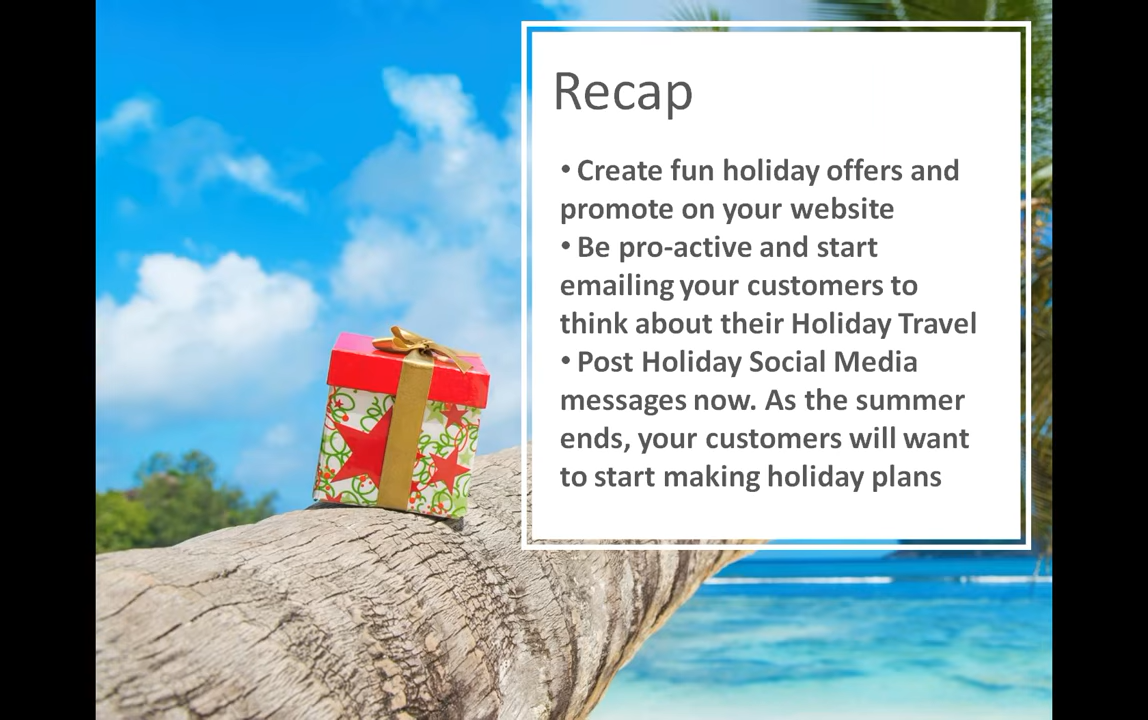 Recap
• Create fun holiday offers and
promote on your website
• Be pro-active and start
emailing your customers to
think about their Holiday Travel
• Post Holiday Social Media
messages now. As the summer
ends, your customers will want
to start making holiday plans